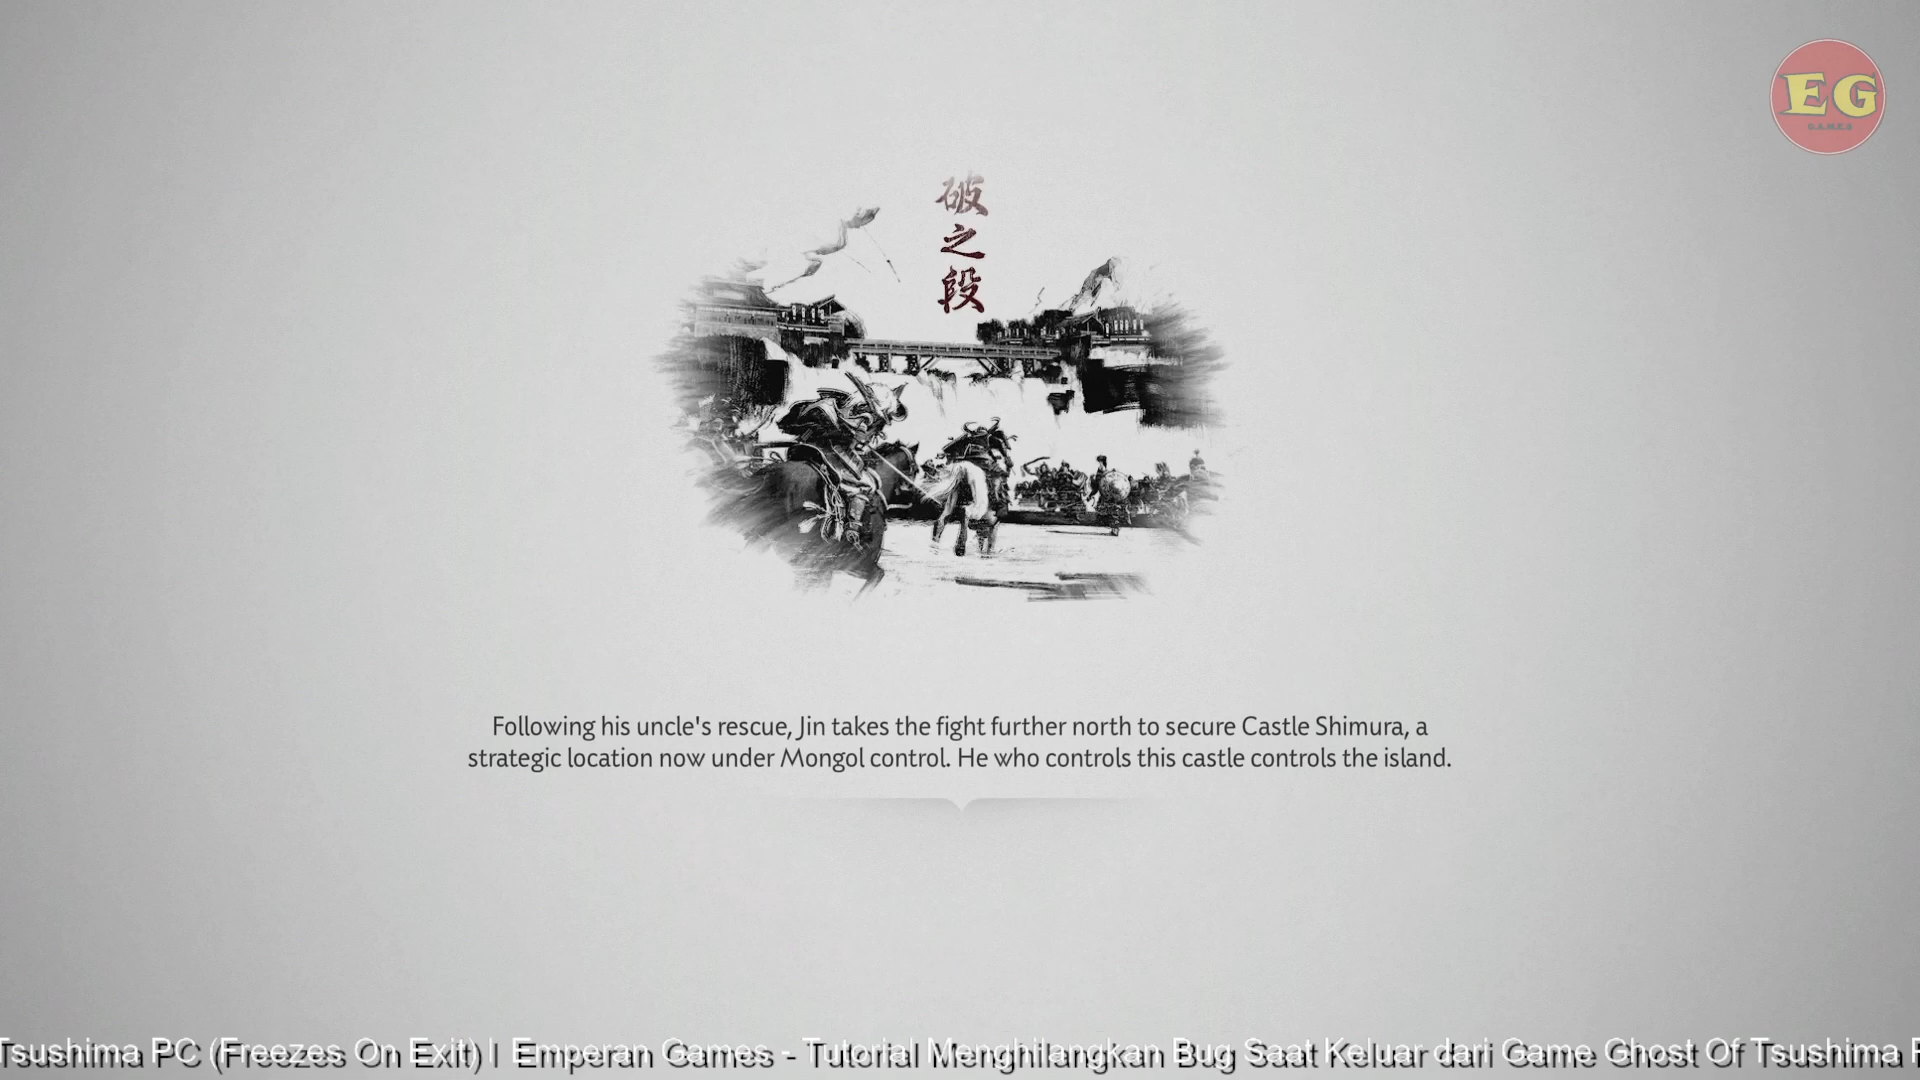 EG
G.A.M.E.S
破之段
Following his uncle's rescue, Jin takes the fight further north to secure Castle Shimura, a
strategic location now under Mongol control. He who controls this castle controls the island.
Tsushima PC (Freezes On Exit) | Emperan Games - Tutorial Menghilangkan Bug Saat Keluar dari Game Ghost Of Tsushima P